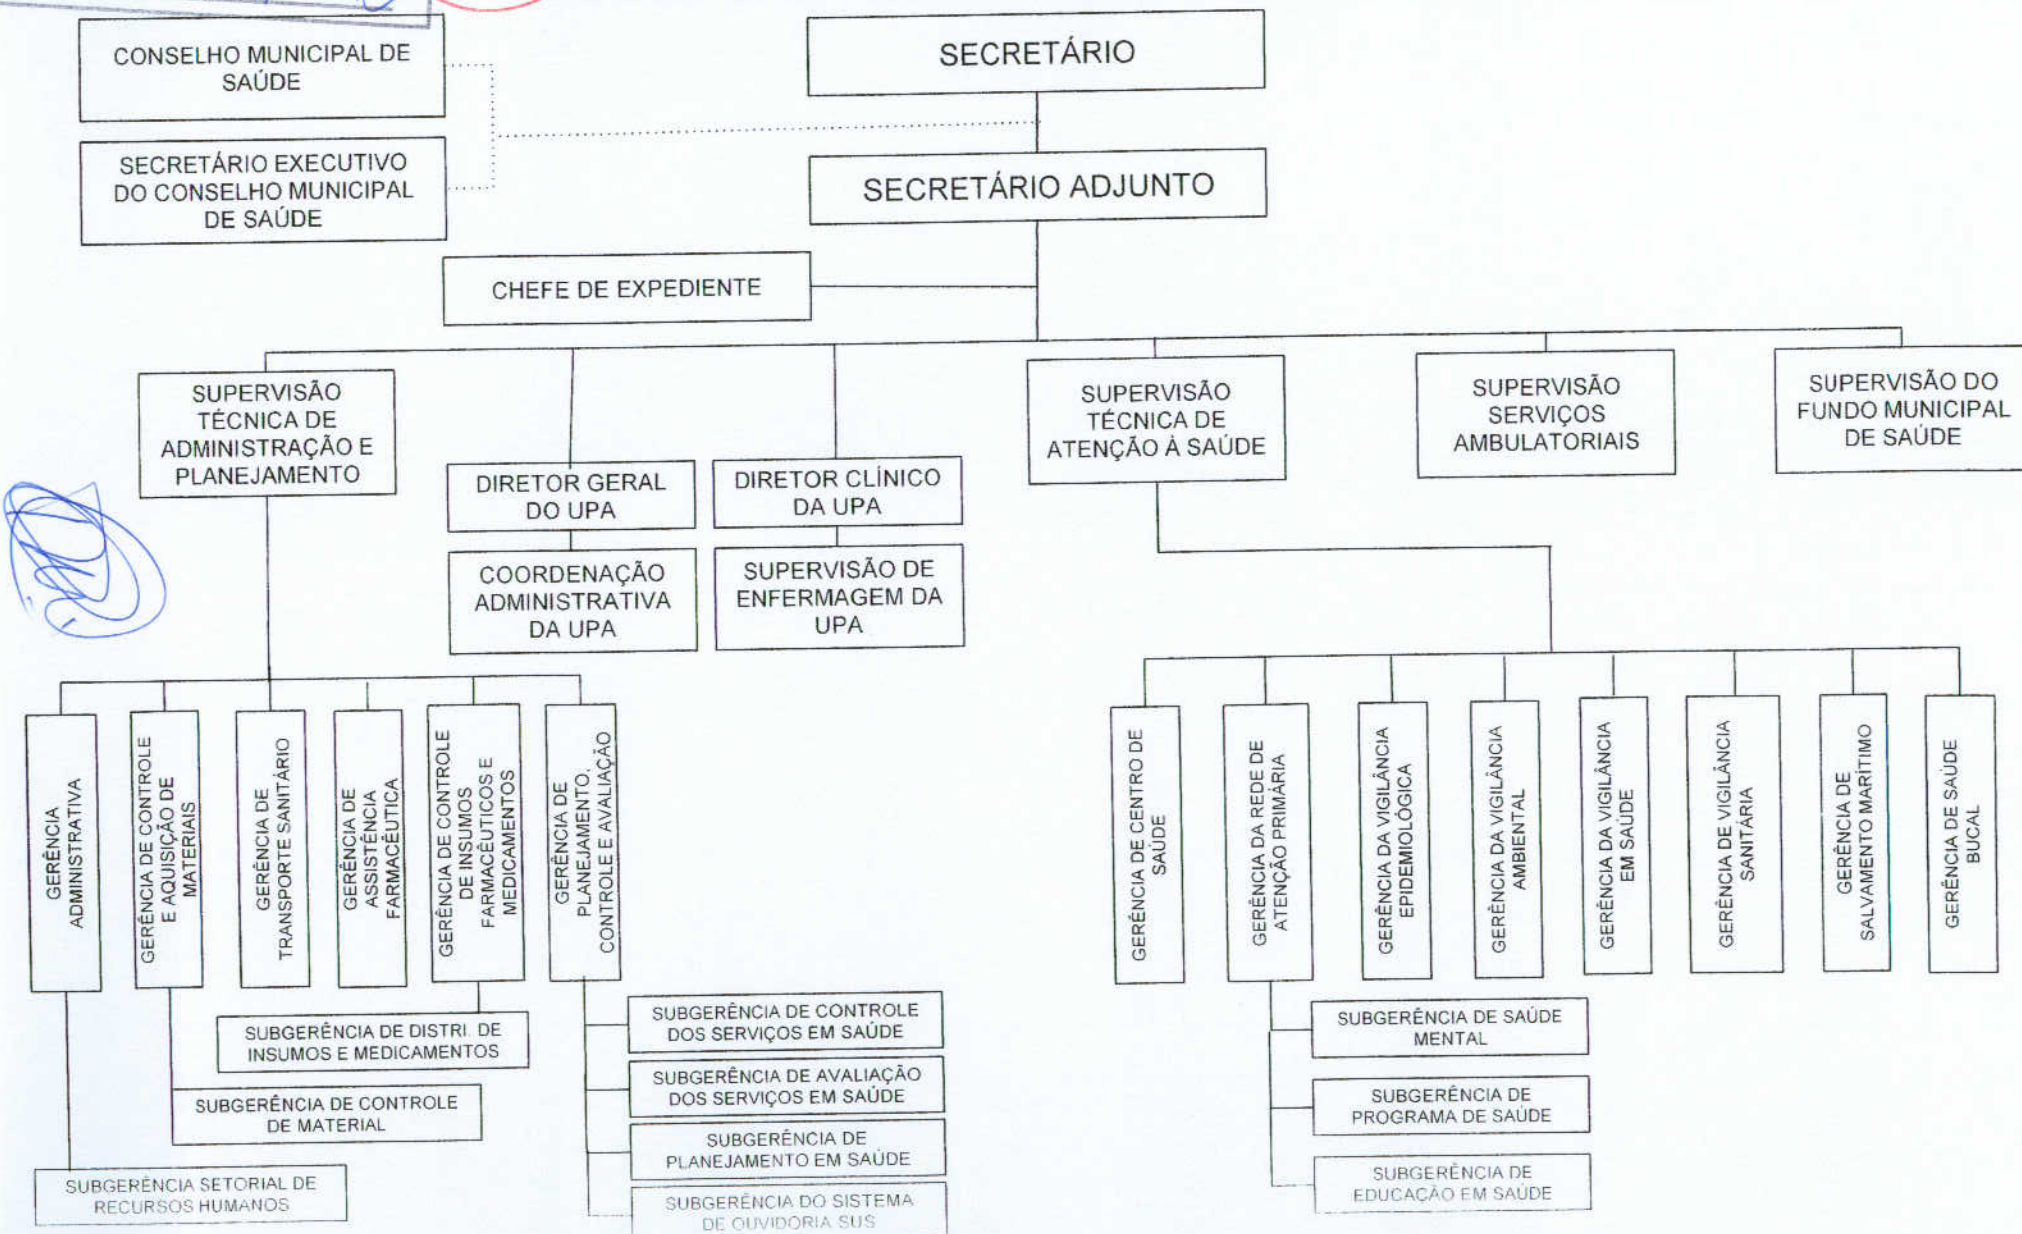 CONSELHO MUNICIPAL DE
SAÚDE
SECRETÁRIO
SECRETÁRIO EXECUTIVO
DO CONSELHO MUNICIPAL
DE SAÚDE
SECRETÁRIO ADJUNTO
CHEFE DE EXPEDIENTE
SUPERVISÃO
TÉCNICA DE
ADMINISTRAÇÃO E
PLANEJAMENTO
DIRETOR GERAL
DO UPA
COORDENAÇÃO
ADMINISTRATIVA
DA UPA
DIRETOR CLÍNICO
DA UPA
SUPERVISÃO DE
ENFERMAGEM DA
UPA
SUPERVISÃO
TÉCNICA DE
ATENÇÃO À SAÚDE
SUPERVISÃO
SERVIÇOS
AMBULATORIAIS
SUPERVISÃO DO
FUNDO MUNICIPAL
DE SAÚDE
GERÊNCIA
ADMINISTRATIVA
GERÊNCIA DE CONTROLE
E AQUISIÇÃO DE
MATERIAIS
GERÊNCIA DE
TRANSPORTE SANITÁRIO
GERÊNCIA DE
ASSISTÊNCIA
FARMACÊUTICA
GERÊNCIA DE CONTROLE
DE INSUMOS
FARMACÊUTICOS E
MEDICAMENTOS
GERÊNCIA DE
PLANEJAMENTO,
CONTROLE E AVALIAÇÃO
GERÊNCIA DE CENTRO DE
SAÚDE
GERÊNCIA DA REDE DE
ATENÇÃO PRIMÁRIA
GERÊNCIA DA VIGILÂNCIA
EPIDEMIOLÓGICA
GERÊNCIA DA VIGILÂNCIA
AMBIENTAL
GERÊNCIA DA VIGILÂNCIA
EM SAÚDE
GERÊNCIA DE VIGILÂNCIA
SANITÁRIA
GERÊNCIA DE
SALVAMENTO MARÍTIMO
GERÊNCIA DE SAÚDE
BUCAL
SUBGERÊNCIA DE DISTRI. DE
INSUMOS E MEDICAMENTOS
SUBGERÊNCIA DE CONTROLE
DE MATERIAL
SUBGERÊNCIA SETORIAL DE
RECURSOS HUMANOS
SUBGERÊNCIA DE CONTROLE
DOS SERVIÇOS EM SAÚDE
SUBGERÊNCIA DE AVALIAÇÃO
DOS SERVIÇOS EM SAÚDE
SUBGERÊNCIA DE
PLANEJAMENTO EM SAÚDE
SUBGERÊNCIA DO SISTEMA
DE OUVIDORIA SUS
SUBGERÊNCIA DE SAÚDE
MENTAL
SUBGERÊNCIA DE
PROGRAMA DE SAÚDE
SUBGERÊNCIA DE
EDUCAÇÃO EM SAÚDE